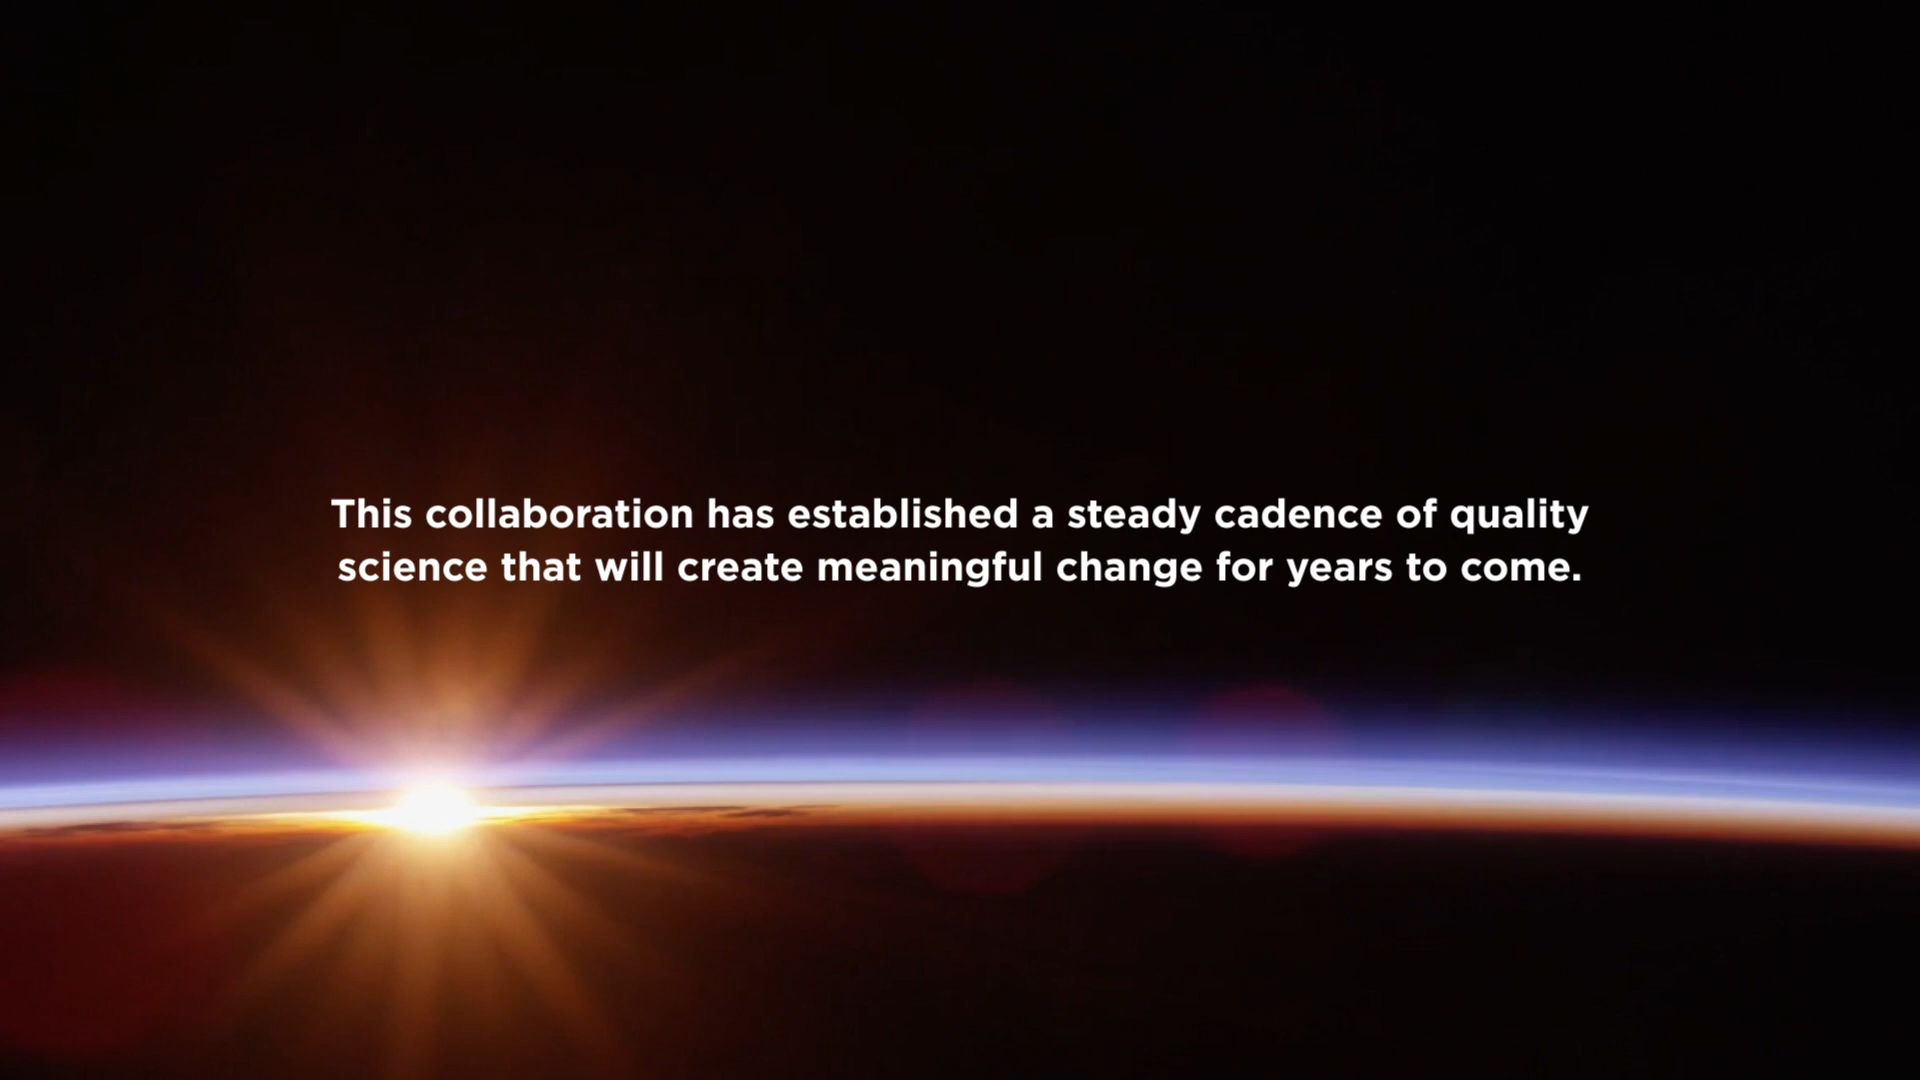 This collaboration has established a steady cadence of quality
science that will create meaningful change for years to come.